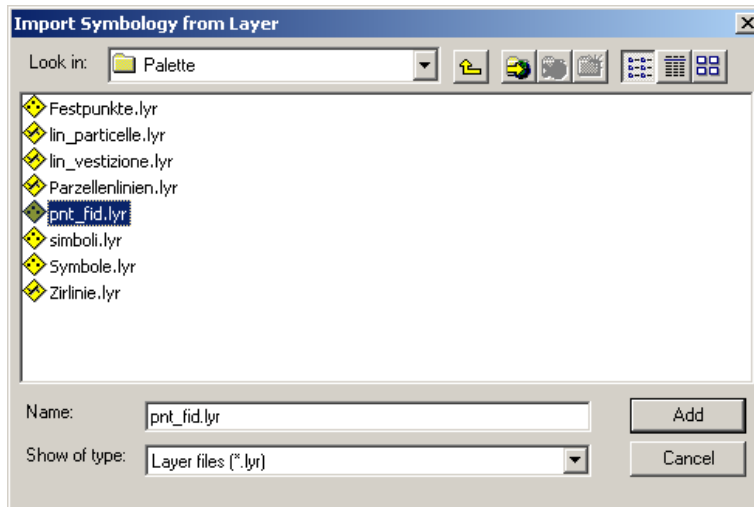 Import Symbology from Layer
Look in: Palette
Festpunkte.lyr
lin_particelle.lyr
lin_vestizione.lyr
Parzellenlinien.lyr
pnt_fid.lyr
simboli.lyr
Symbole.lyr
Zirlinie.lyr
Name: pnt_fid.lyr Add
Show of type: Layer files (*.lyr) Cancel